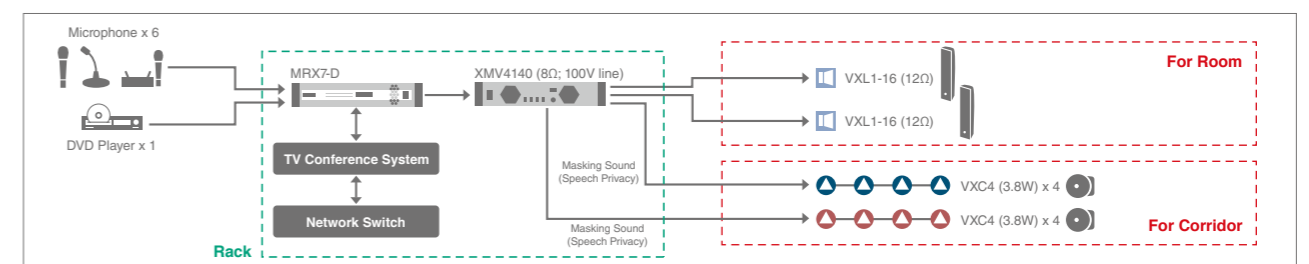 Microphone x 6
DVD Player x 1
MRX7-D
XMV4140 (8Ω; 100V line)
TV Conference System
Network Switch
Rack
Masking Sound
(Speech Privacy)
Masking Sound
(Speech Privacy)
For Room
VXL1-16 (12Ω)
VXL1-16 (12Ω)
VXC4 (3.8W) x 4
VXC4 (3.8W) x 4
For Corridor